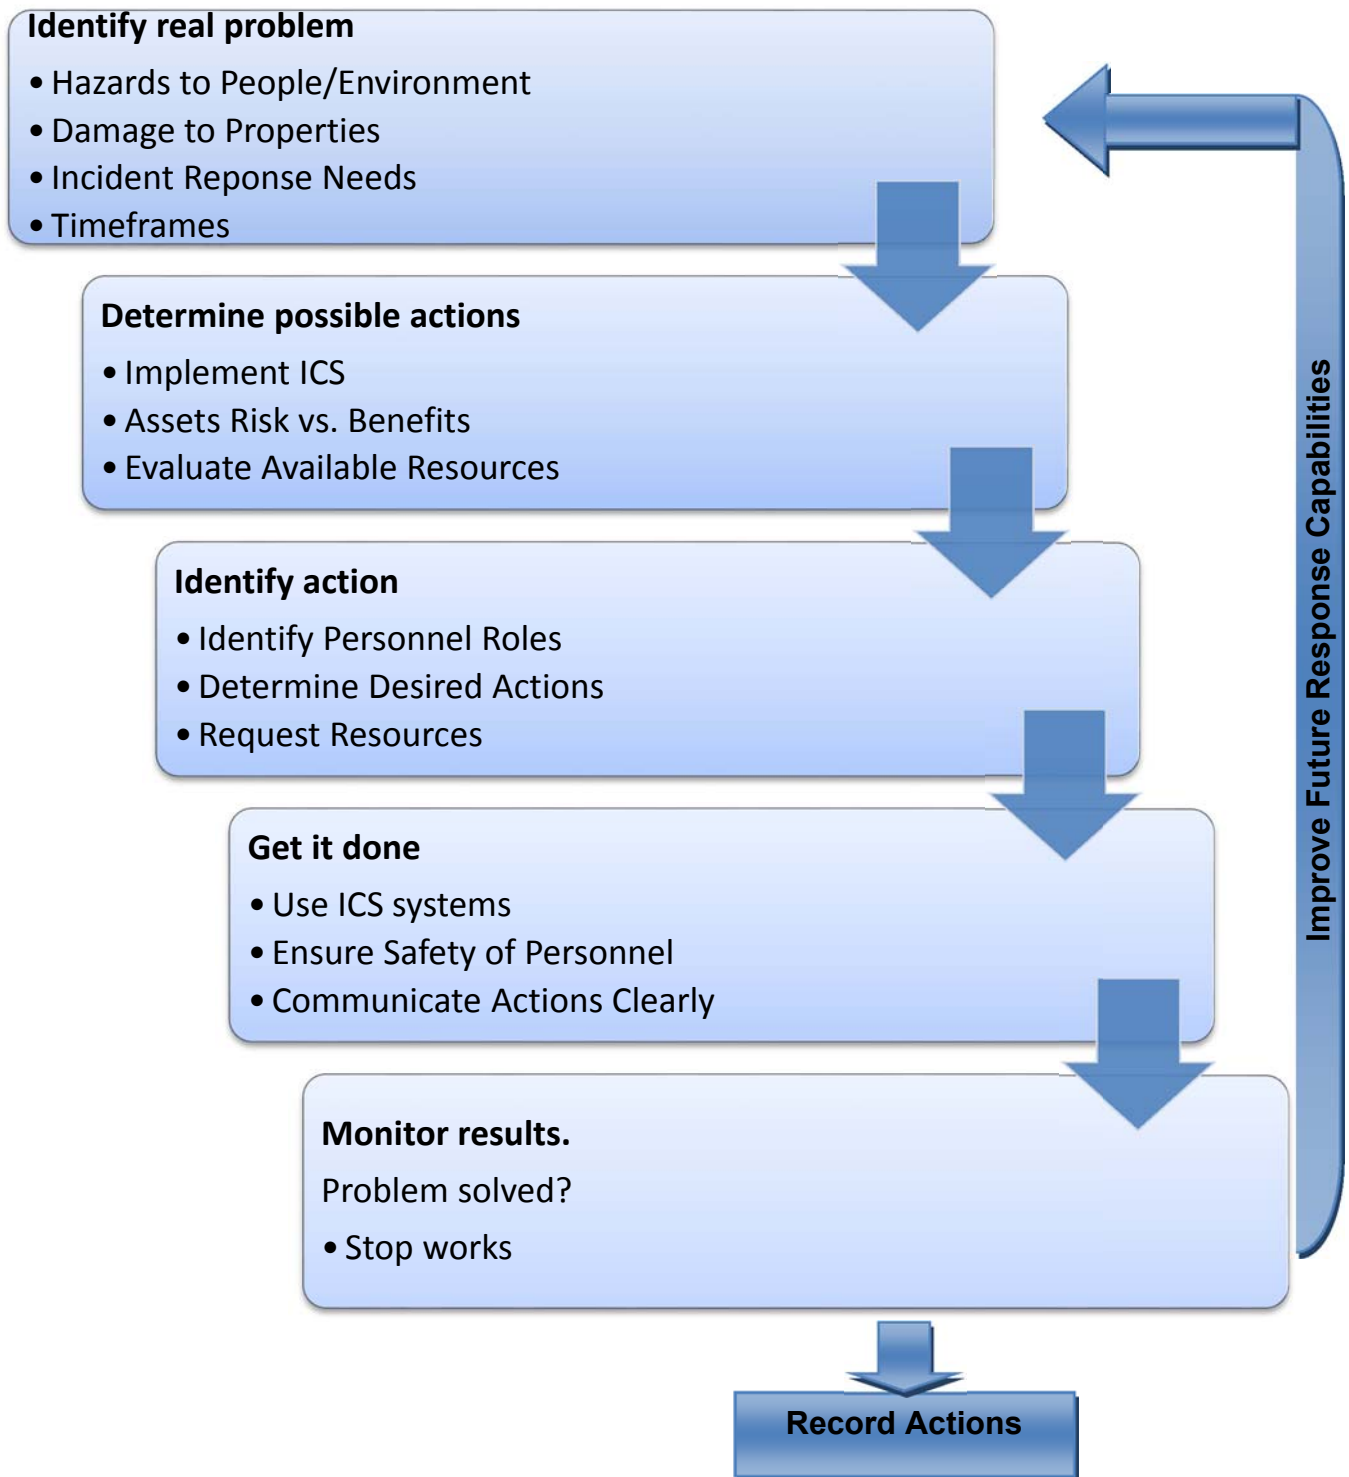 Identify real problem
• Hazards to People/Environment
• Damage to Properties
• Incident Reponse Needs
• Timeframes
Determine possible actions
• Implement ICS
• Assets Risk vs. Benefits
• Evaluate Available Resources
Identify action
• Identify Personnel Roles
• Determine Desired Actions
• Request Resources
Get it done
• Use ICS systems
• Ensure Safety of Personnel
• Communicate Actions Clearly
Monitor results.
Problem solved?
• Stop works
Improve Future Response Capabilities
Record Actions